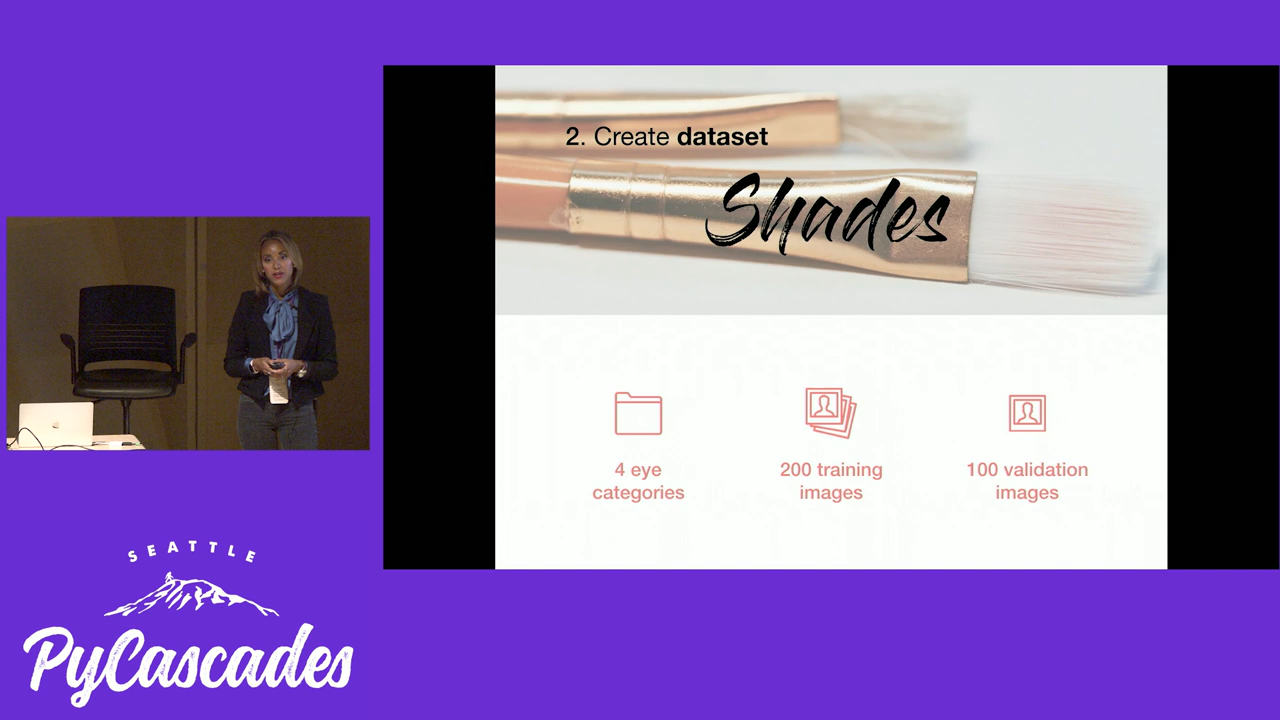 2. Create dataset
Shades
4 eye
categories
200 training
images
100 validation
images
SEATTLE
PyCascades